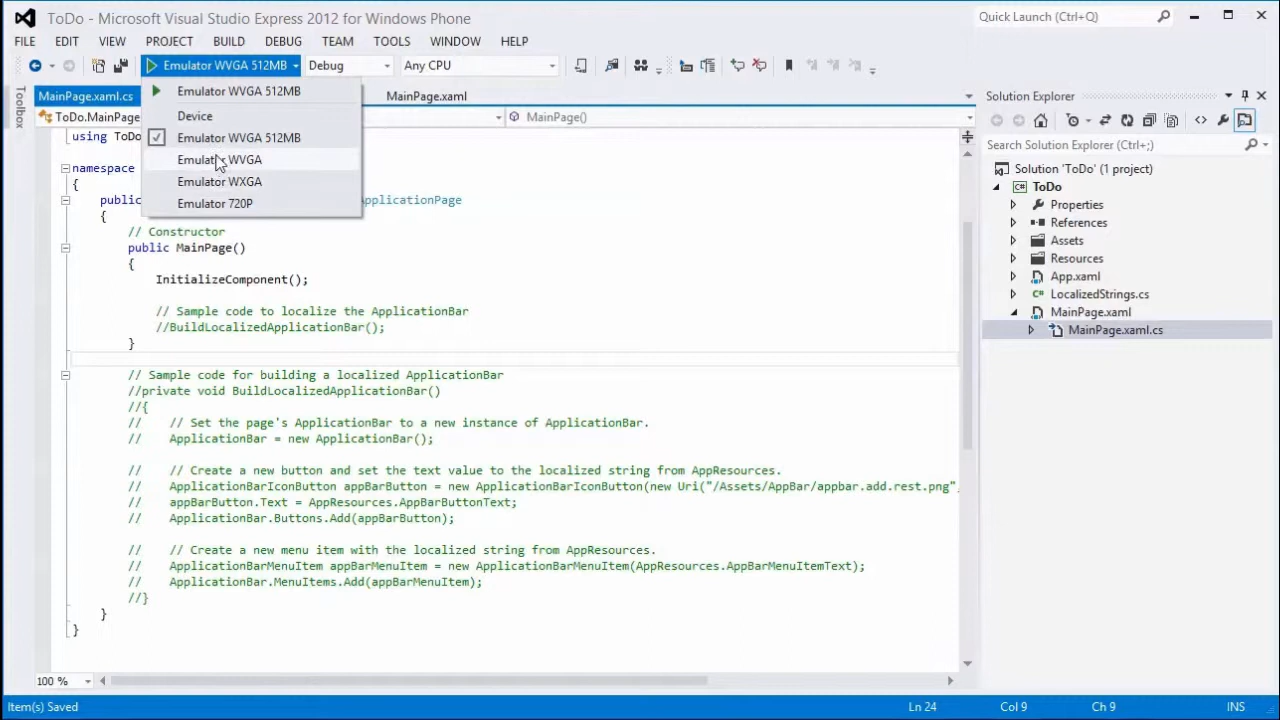 ToDo - Microsoft Visual Studio Express 2012 for Windows Phone
Quick Launch (Ctrl+Q)
FILE EDIT VIEW PROJECT BUILD DEBUG TEAM TOOLS WINDOW HELP
Emulator WVGA 512MB Debug Any CPU
Toolbox
MainPage.xaml.cs MainPage.xaml
ToDo.MainPage MainPage()
Emulator WVGA 512MB
Device
Emulator WVGA 512MB
Emulator WVGA
Emulator WXGA
Emulator 720P
using ToDo
namespace
{
public pplicationPage
{
// Constructor
public MainPage()
{
InitializeComponent();
// Sample code to localize the ApplicationBar
//BuildLocalizedApplicationBar();
}
// Sample code for building a localized ApplicationBar
//private void BuildLocalizedApplicationBar()
//{
// // Set the page's ApplicationBar to a new instance of ApplicationBar.
// ApplicationBar = new ApplicationBar();
// // Create a new button and set the text value to the localized string from AppResources.
// ApplicationBarIconButton appBarButton = new ApplicationBarIconButton(new Uri("/Assets/AppBar/appbar.add.rest.png",
// appBarButton.Text = AppResources.AppBarButtonText;
// ApplicationBar.Buttons.Add(appBarButton);
// // Create a new menu item with the localized string from AppResources.
// ApplicationBarMenuItem appBarMenuItem = new ApplicationBarMenuItem(AppResources.AppBarMenuItemText);
// ApplicationBar.MenuItems.Add(appBarMenuItem);
//}
}
}
100 %
Solution Explorer
Search Solution Explorer (Ctrl+;)
Solution 'ToDo' (1 project)
ToDo
Properties
References
Assets
Resources
App.xaml
LocalizedStrings.cs
MainPage.xaml
MainPage.xaml.cs
Item(s) Saved Ln 24 Col 9 Ch 9 INS